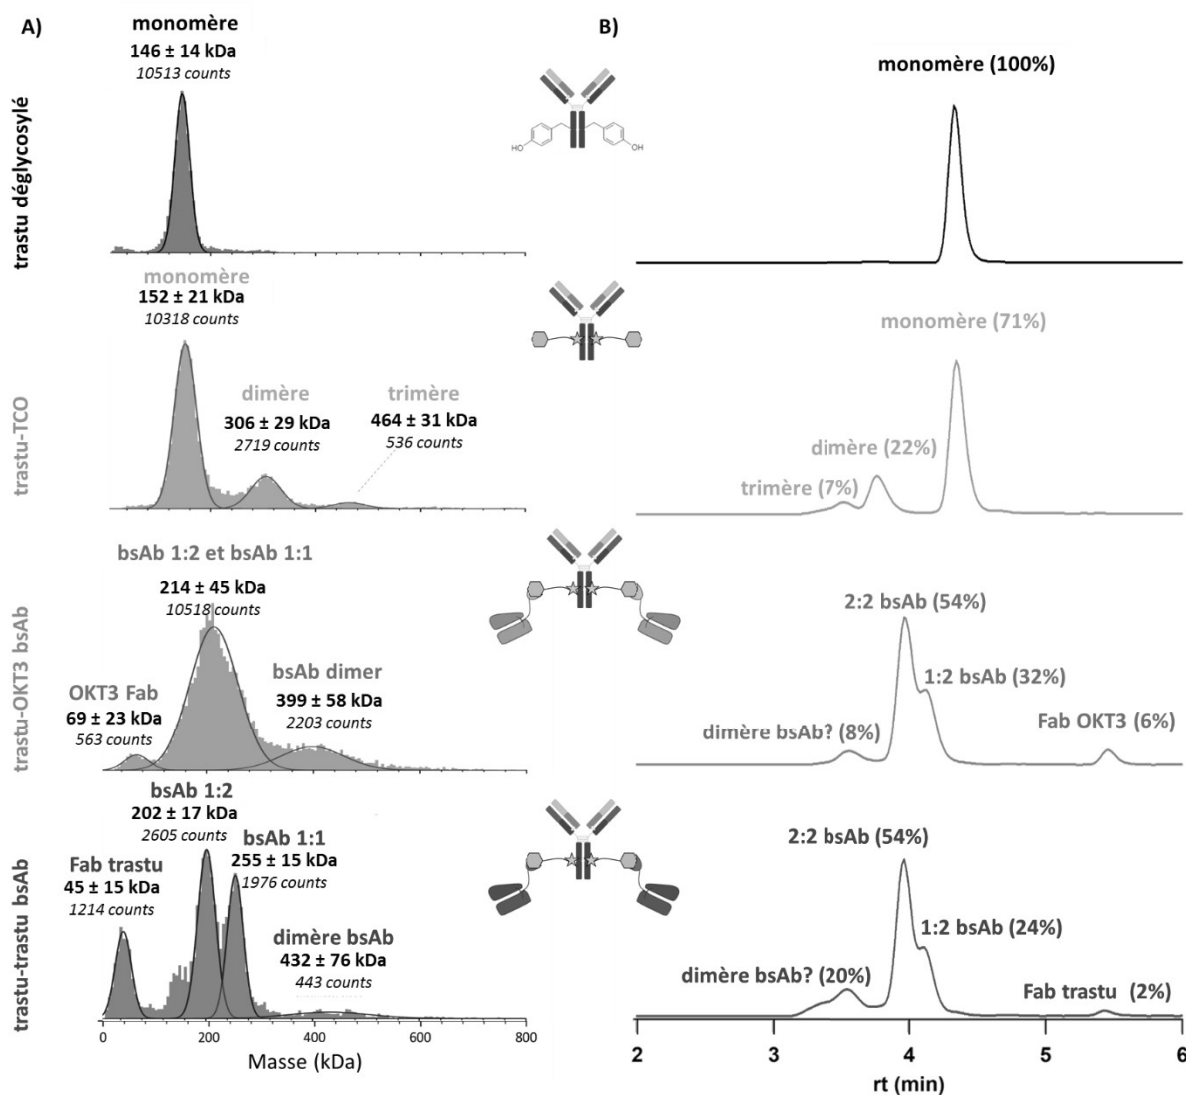 A)
monomère
146 ± 14 kDa
10513 counts
trastu déglycosylé
HO
OH
B)
monomère (100%)
monomère
152 ± 21 kDa
10318 counts
dimère
306 ± 29 kDa
2719 counts
trimère
464 ± 31 kDa
536 counts
trastu-TCO
monomère (71%)
dimère (22%)
trimère (7%)
bsAb 1:2 et bsAb 1:1
214 ± 45 kDa
10518 counts
OKT3 Fab
69 ± 23 kDa
563 counts
bsAb dimer
399 ± 58 kDa
2203 counts
trastu-OKT3 bsAb
2:2 bsAb (54%)
1:2 bsAb (32%)
dimère bsAb? (8%)
Fab OKT3 (6%)
bsAb 1:2
202 ± 17 kDa
2605 counts
bsAb 1:1
255 ± 15 kDa
1976 counts
Fab trastu
45 ± 15 kDa
1214 counts
dimère bsAb
432 ± 76 kDa
443 counts
trastu-trastu bsAb
0 200 400 600 800
Masse (kDa)
2:2 bsAb (54%)
1:2 bsAb (24%)
dimère bsAb? (20%)
Fab trastu (2%)
2 3 4 5 6
rt (min)